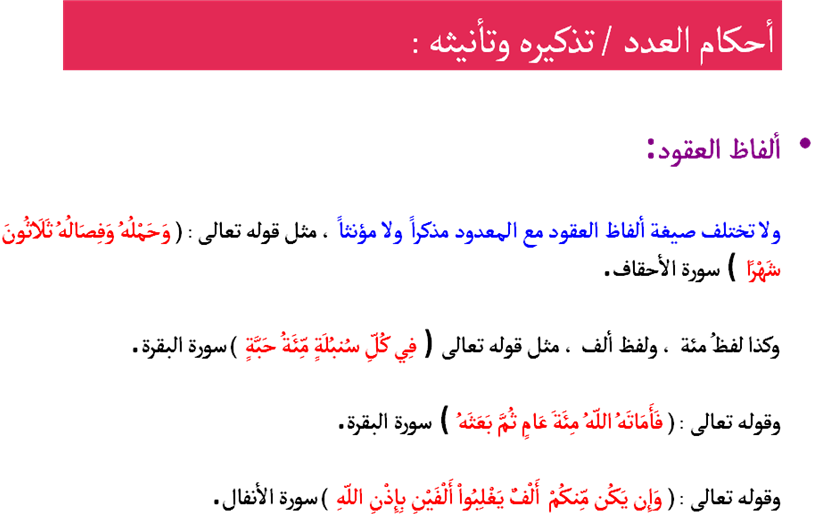 أحكام العدد / تذكيره وتأنيثه :
• ألفاظ العقود:
ولا تختلف صيغة ألفاظ العقود مع المعدود مذكراً ولا مؤنثاً ، مثل قوله تعالى : ( وَحَمْلُهُ وَفِصَالُهُ ثَلَاثُونَ
شَهْرًا ) سورة الأحقاف.
وكذا لفظُ مئة ، ولفظ ألف ، مثل قوله تعالى ( فِي كُلِّ سُنبُلَةٍ مِّئَةُ حَبَّةٍ ) سورة البقرة.
وقوله تعالى : ( فَأَمَاتَهُ اللّهُ مِئَةَ عَامٍ ثُمَّ بَعَثَهُ ) سورة البقرة.
وقوله تعالى : ( وَإِن يَكُن مِّنكُمْ أَلْفٌ يَغْلِبُواْ أَلْفَيْنِ بِإِذْنِ اللّهِ ) سورة الأنفال.